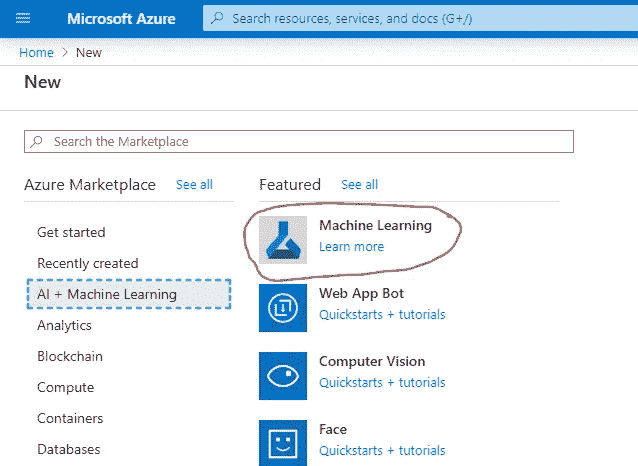 Microsoft Azure
Search resources, services, and docs (G+/)
Home > New
New
Search the Marketplace
Azure Marketplace See all
Get started
Recently created
AI + Machine Learning
Analytics
Blockchain
Compute
Containers
Databases
Featured See all
Machine Learning
Learn more
Web App Bot
Quickstarts + tutorials
Computer Vision
Quickstarts + tutorials
Face
Quickstarts + tutorials